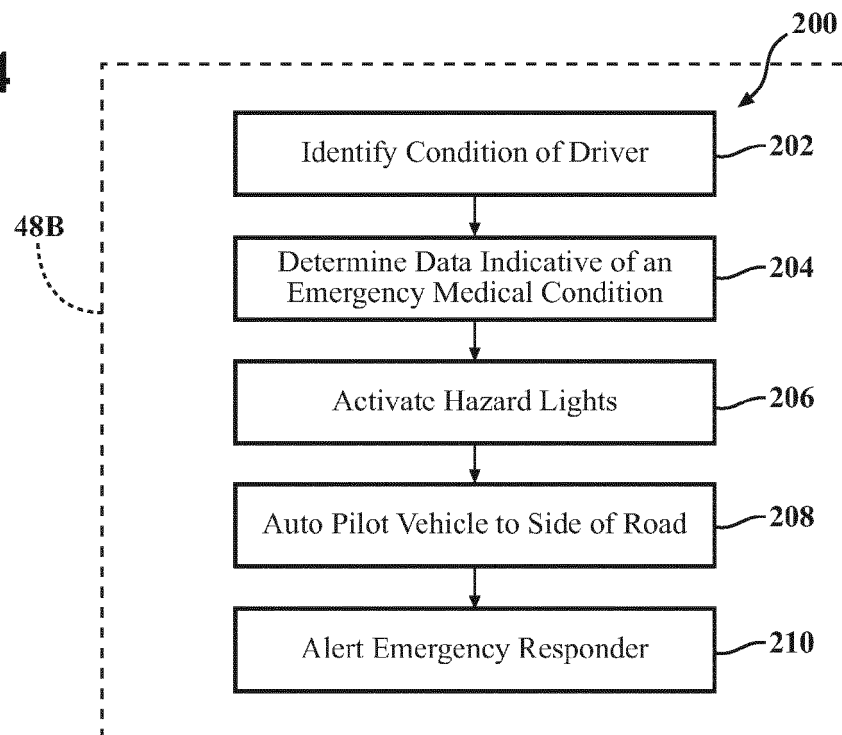 4
200
Identify Condition of Driver
202
48B
Determine Data Indicative of an
Emergency Medical Condition
204
Activate Hazard Lights
206
Auto Pilot Vehicle to Side of Road
208
Alert Emergency Responder
210